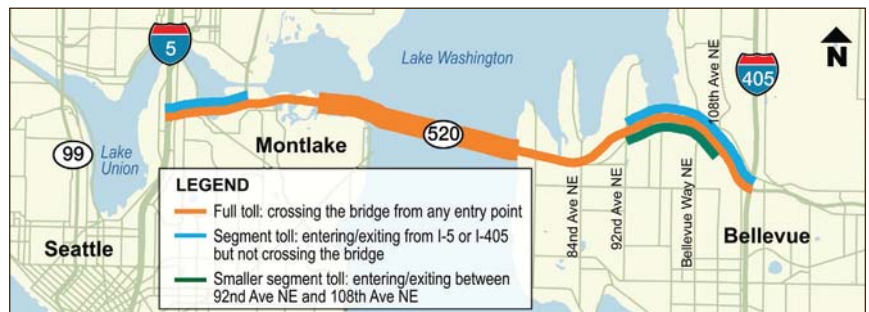 5
Lake Washington
108th Ave NE
N
405
99
Lake
Union
Montlake
520
LEGEND
Full toll: crossing the bridge from any entry point
Segment toll: entering/exiting from I-5 or I-405
but not crossing the bridge
Smaller segment toll: entering/exiting between
92nd Ave NE and 108th Ave NE
84nd Ave NE
92nd Ave NE
Bellevue Way NE
Seattle
Bellevue